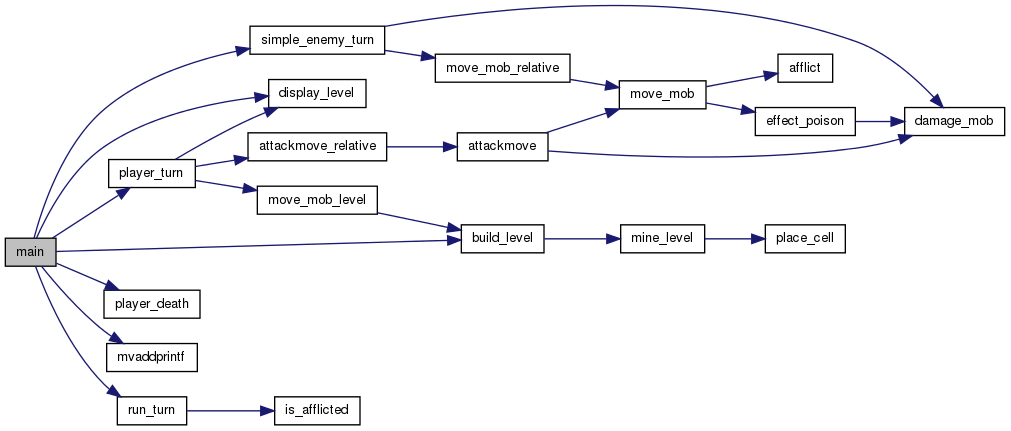 simple_enemy_turn
move_mob_relative
afflict
display_level
move_mob
effect_poison
damage_mob
attackmove_relative
attackmove
player_turn
move_mob_level
build_level
mine_level
place_cell
main
player_death
mvaddprintf
run_turn
is_afflicted